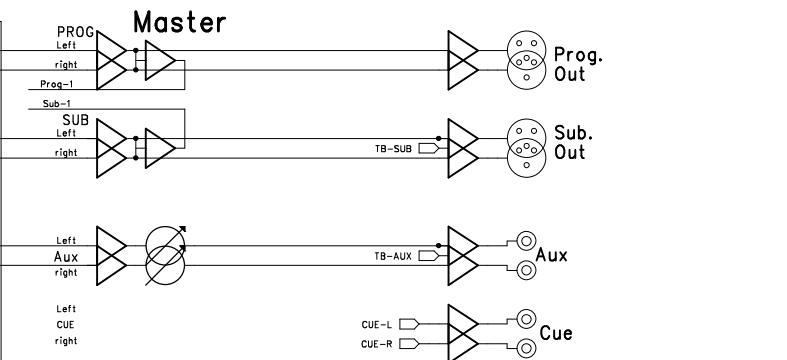 Master
PROG
Left
right
Prog-1
Prog.
Out
Sub-1
SUB
Left
right
TB-SUB
Sub.
Out
Left
Aux
right
TB-AUX
Aux
Left
CUE
right
CUE-L
CUE-R
Cue